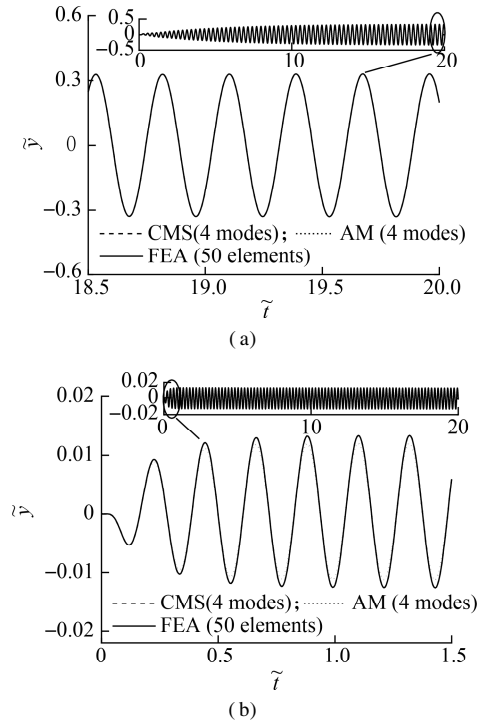 0.6
0.5
0
−0.5
0 10 20
0.3
ỹ 0
−0.3
CMS(4 modes); AM (4 modes)
FEA (50 elements)
−0.6
18.5 19.0 19.5 20.0
t̃
(a)
0.02
0
−0.02
0 10 20
0.02
0.01
ỹ 0
−0.01
CMS(4 modes); AM (4 modes)
FEA (50 elements)
−0.02
0 0.5 1.0 1.5
t̃
(b)